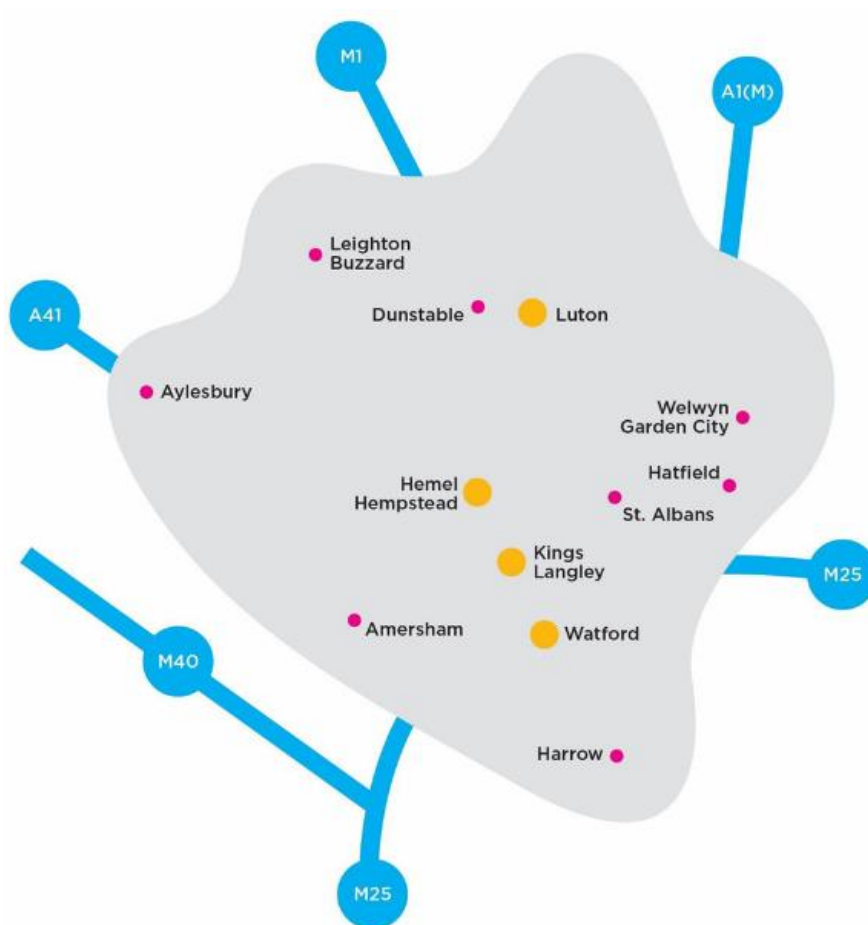 M1
A1(M)
Leighton
Buzzard
A41
Dunstable
Luton
Aylesbury
Welwyn
Garden City
Hemel
Hempstead
Hatfield
St. Albans
Kings
Langley
M25
Amersham
Watford
M40
Harrow
M25